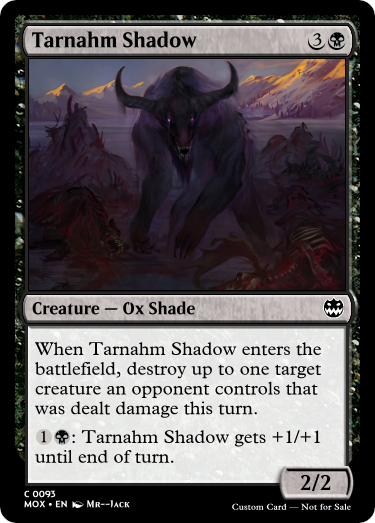 Tarnahm Shadow 3
Creature — Ox Shade
When Tarnahm Shadow enters the
battlefield, destroy up to one target
creature an opponent controls that
was dealt damage this turn.
1 : Tarnahm Shadow gets +1/+1
until end of turn.
2/2
C 0093
MOX • EN Mr--Jack
Custom Card — Not for Sale